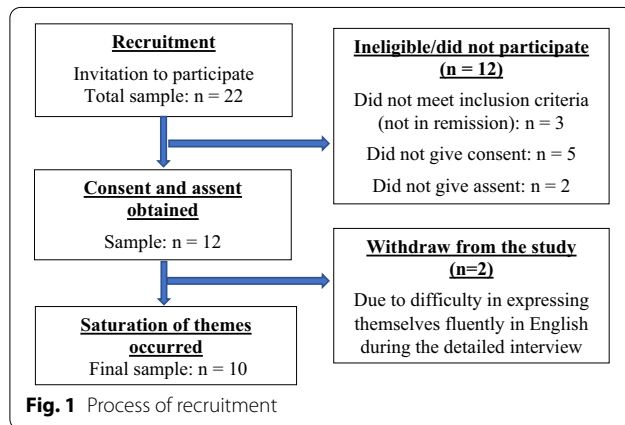 Recruitment
Invitation to participate
Total sample: n = 22
Ineligible/did not participate
(n = 12)
Did not meet inclusion criteria
(not in remission): n = 3
Did not give consent: n = 5
Did not give assent: n = 2
Consent and assent
obtained
Sample: n = 12
Withdraw from the study
(n=2)
Due to difficulty in expressing
themselves fluently in English
during the detailed interview
Saturation of themes
occurred
Final sample: n = 10
Fig. 1 Process of recruitment